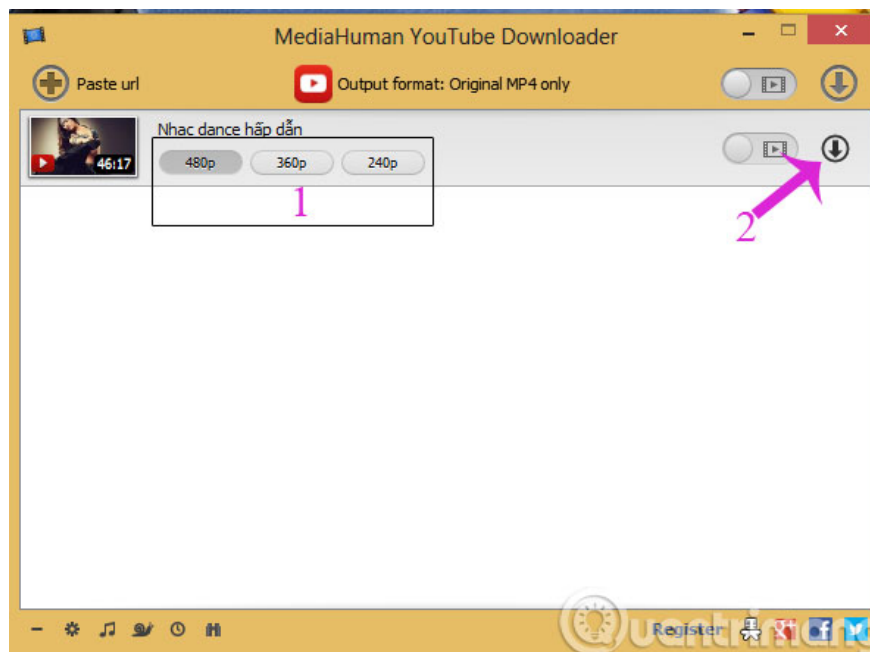 MediaHuman YouTube Downloader
Paste url
Output format: Original MP4 only
Nhac dance hấp dẫn
46:17
480p
360p
240p
1
2
Register
Quantrimang